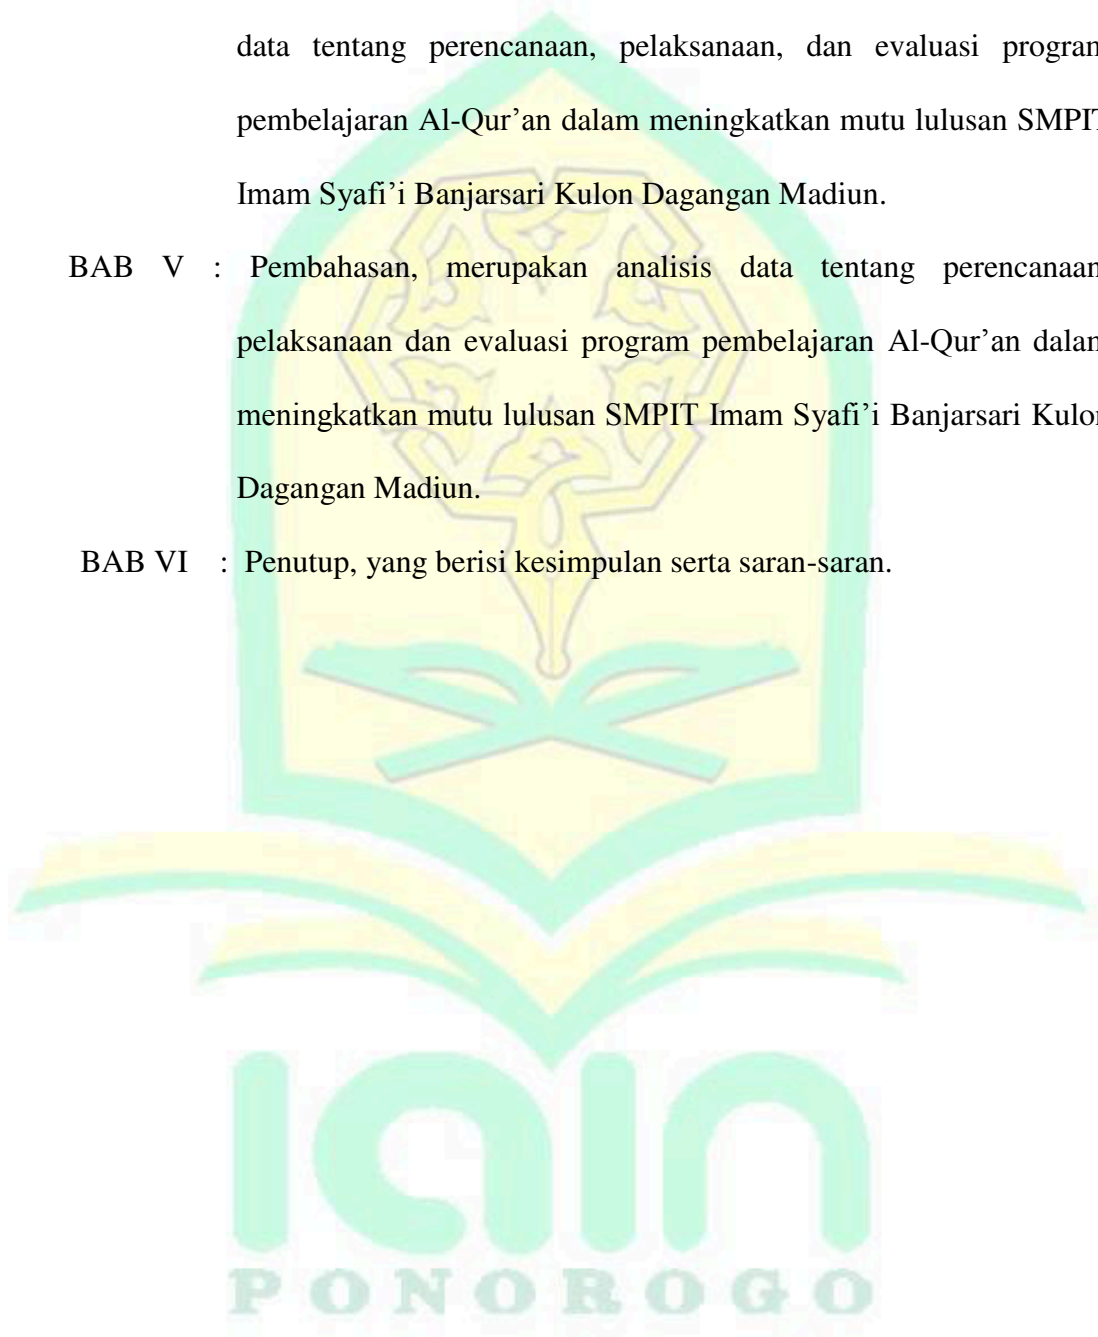 data tentang perencanaan, pelaksanaan, dan evaluasi program
pembelajaran Al-Qur’an dalam meningkatkan mutu lulusan SMPIT
Imam Syafi’i Banjarsari Kulon Dagangan Madiun.
BAB V : Pembahasan, merupakan analisis data tentang perencanaan
pelaksanaan dan evaluasi program pembelajaran Al-Qur’an dalam
meningkatkan mutu lulusan SMPIT Imam Syafi’i Banjarsari Kulon
Dagangan Madiun.
BAB VI : Penutup, yang berisi kesimpulan serta saran-saran.
iain
PONOROGO